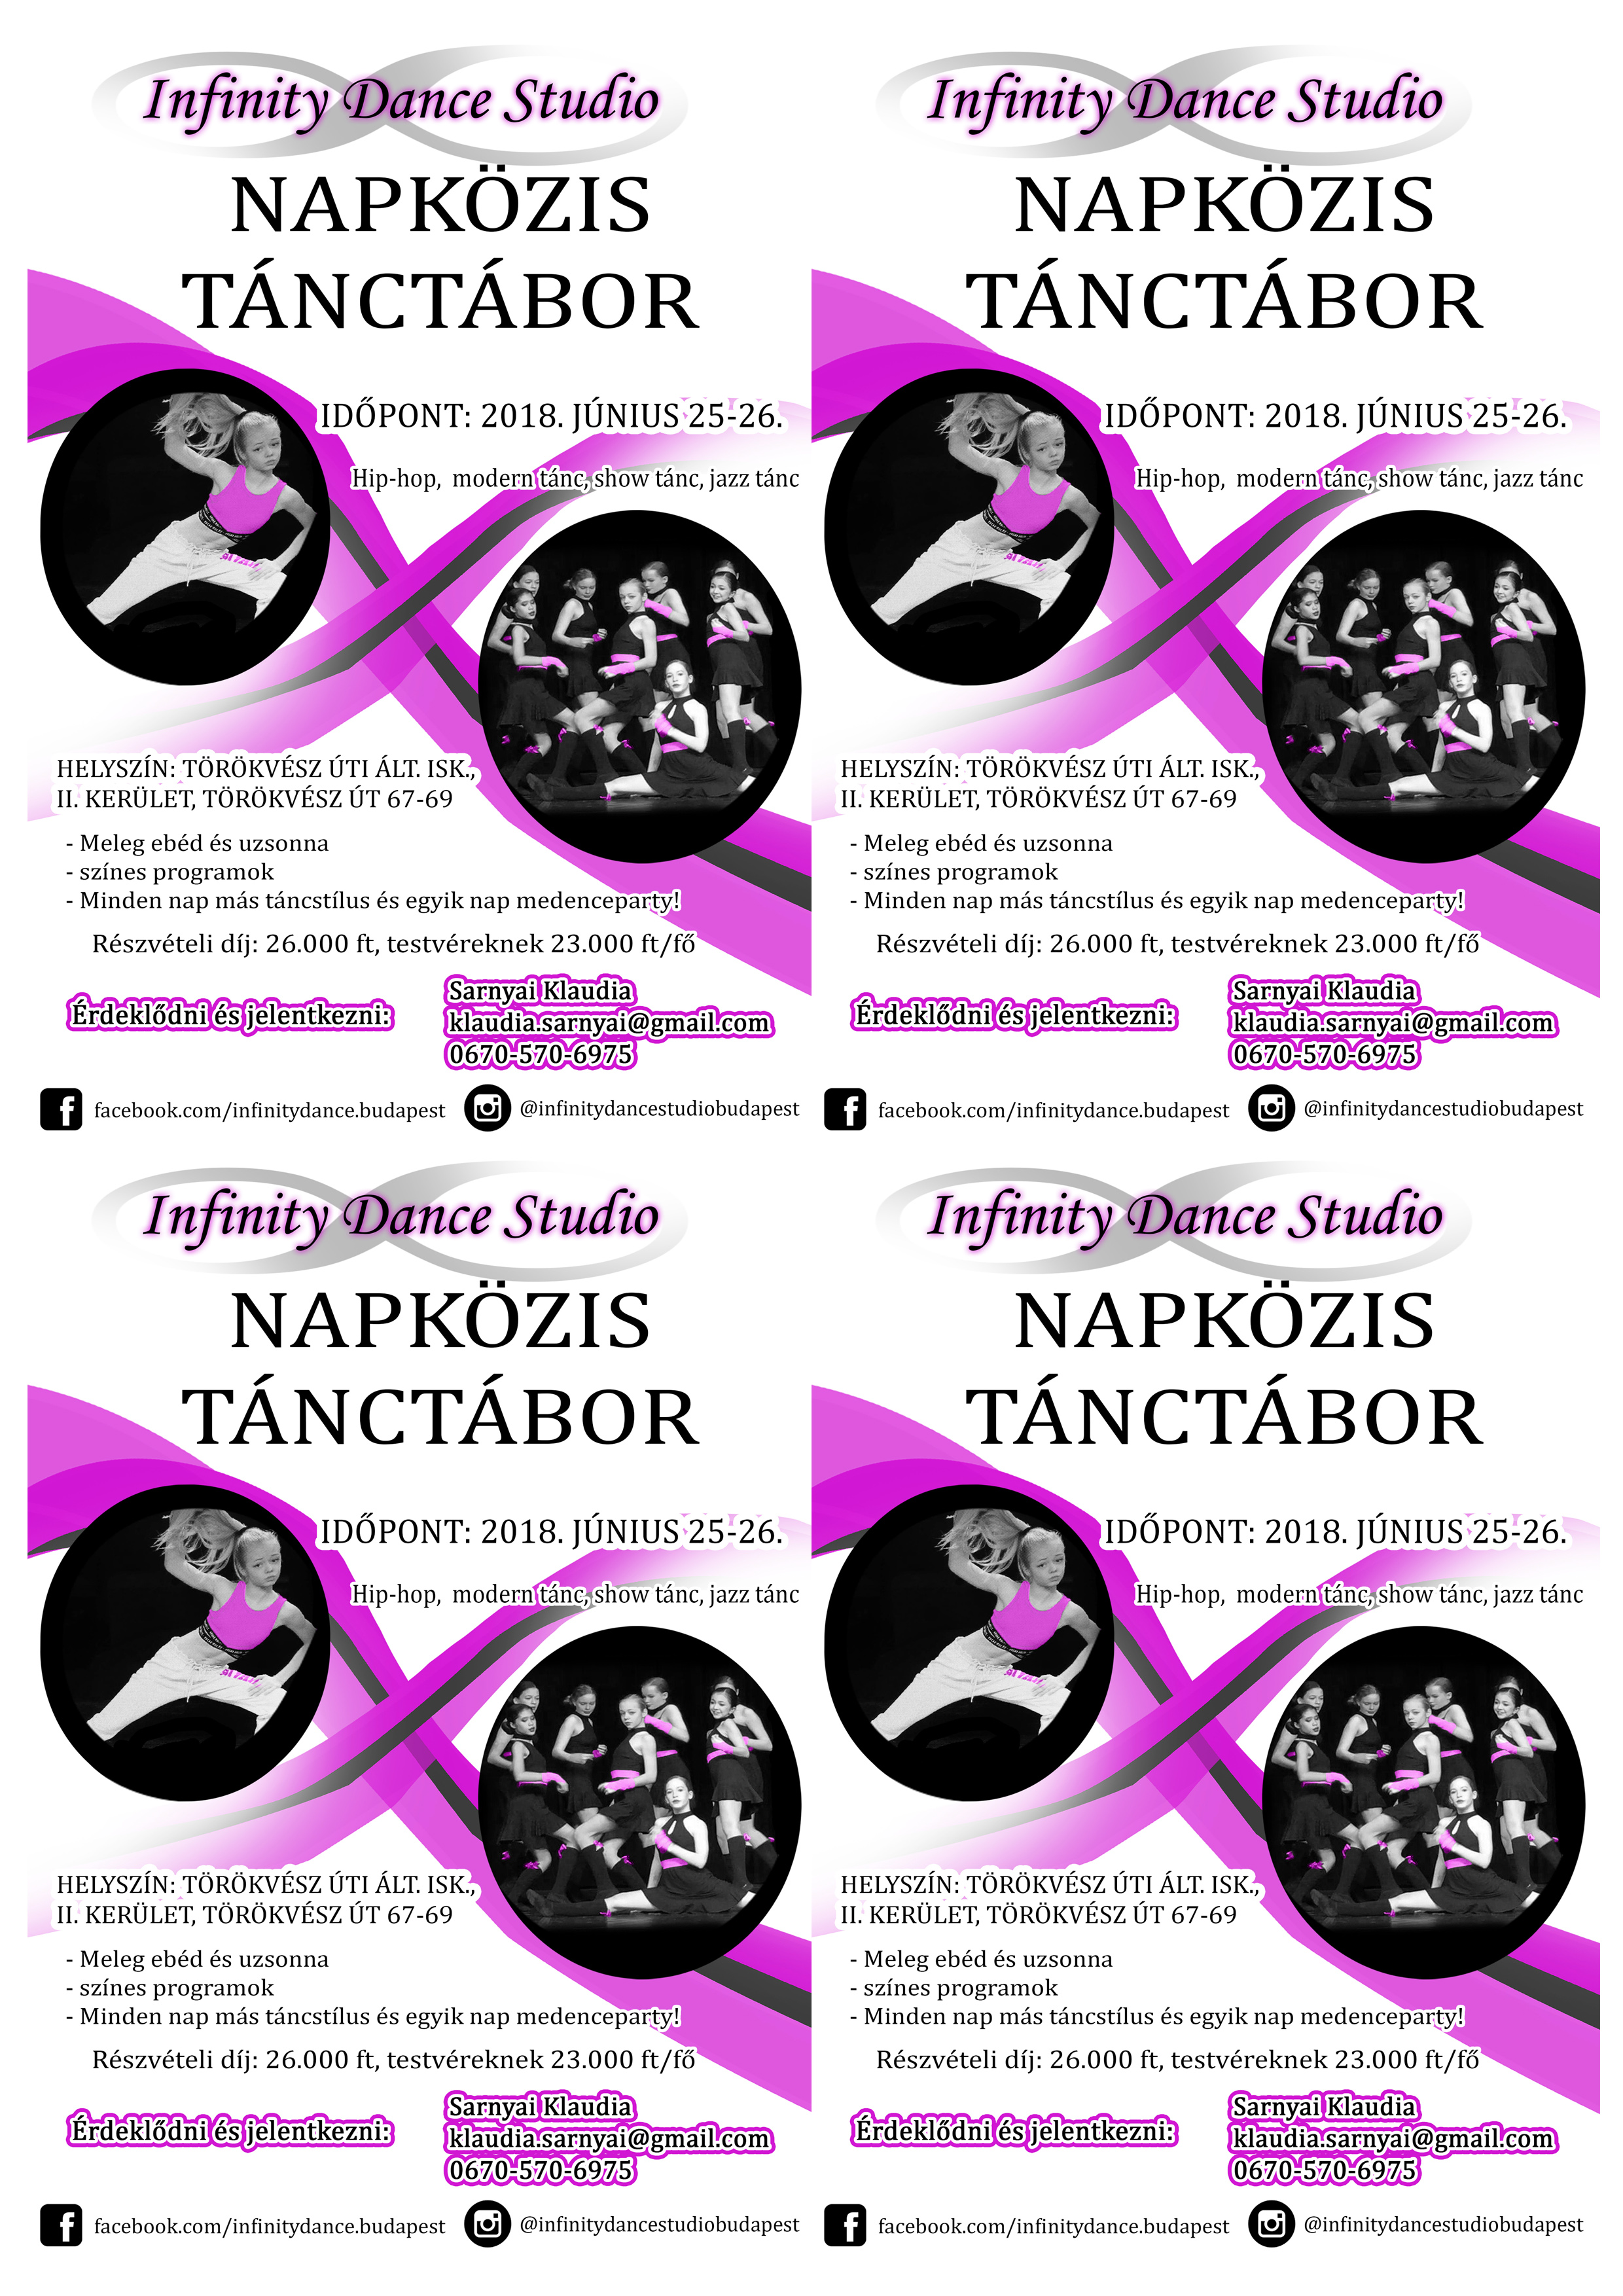 Infinity Dance Studio
NAPKÖZIS
TÁNCTÁBOR
IDŐPONT: 2018. JÚNIUS 25-26.
Hip-hop, modern tánc, show tánc, jazz tánc
HELYSZÍN: TÖRÖKVÉSZ ÚTI ÁLT. ISK.,
II. KERÜLET, TÖRÖKVÉSZ ÚT 67-69
- Meleg ebéd és uzsonna
- színes programok
- Minden nap más táncstílus és egyik nap medenceparty!
Részvételi díj: 26.000 ft, testvéreknek 23.000 ft/fő
Érdeklődni és jelentkezni:
Sarnyai Klaudia
klaudia.sarnyai@gmail.com
0670-570-6975
facebook.com/infinitydance.budapest
@infinitydancestudiobudapest
Infinity Dance Studio
NAPKÖZIS
TÁNCTÁBOR
IDŐPONT: 2018. JÚNIUS 25-26.
Hip-hop, modern tánc, show tánc, jazz tánc
HELYSZÍN: TÖRÖKVÉSZ ÚTI ÁLT. ISK.,
II. KERÜLET, TÖRÖKVÉSZ ÚT 67-69
- Meleg ebéd és uzsonna
- színes programok
- Minden nap más táncstílus és egyik nap medenceparty!
Részvételi díj: 26.000 ft, testvéreknek 23.000 ft/fő
Érdeklődni és jelentkezni:
Sarnyai Klaudia
klaudia.sarnyai@gmail.com
0670-570-6975
facebook.com/infinitydance.budapest
@infinitydancestudiobudapest
Infinity Dance Studio
NAPKÖZIS
TÁNCTÁBOR
IDŐPONT: 2018. JÚNIUS 25-26.
Hip-hop, modern tánc, show tánc, jazz tánc
HELYSZÍN: TÖRÖKVÉSZ ÚTI ÁLT. ISK.,
II. KERÜLET, TÖRÖKVÉSZ ÚT 67-69
- Meleg ebéd és uzsonna
- színes programok
- Minden nap más táncstílus és egyik nap medenceparty!
Részvételi díj: 26.000 ft, testvéreknek 23.000 ft/fő
Érdeklődni és jelentkezni:
Sarnyai Klaudia
klaudia.sarnyai@gmail.com
0670-570-6975
facebook.com/infinitydance.budapest
@infinitydancestudiobudapest
Infinity Dance Studio
NAPKÖZIS
TÁNCTÁBOR
IDŐPONT: 2018. JÚNIUS 25-26.
Hip-hop, modern tánc, show tánc, jazz tánc
HELYSZÍN: TÖRÖKVÉSZ ÚTI ÁLT. ISK.,
II. KERÜLET, TÖRÖKVÉSZ ÚT 67-69
- Meleg ebéd és uzsonna
- színes programok
- Minden nap más táncstílus és egyik nap medenceparty!
Részvételi díj: 26.000 ft, testvéreknek 23.000 ft/fő
Érdeklődni és jelentkezni:
Sarnyai Klaudia
klaudia.sarnyai@gmail.com
0670-570-6975
facebook.com/infinitydance.budapest
@infinitydancestudiobudapest